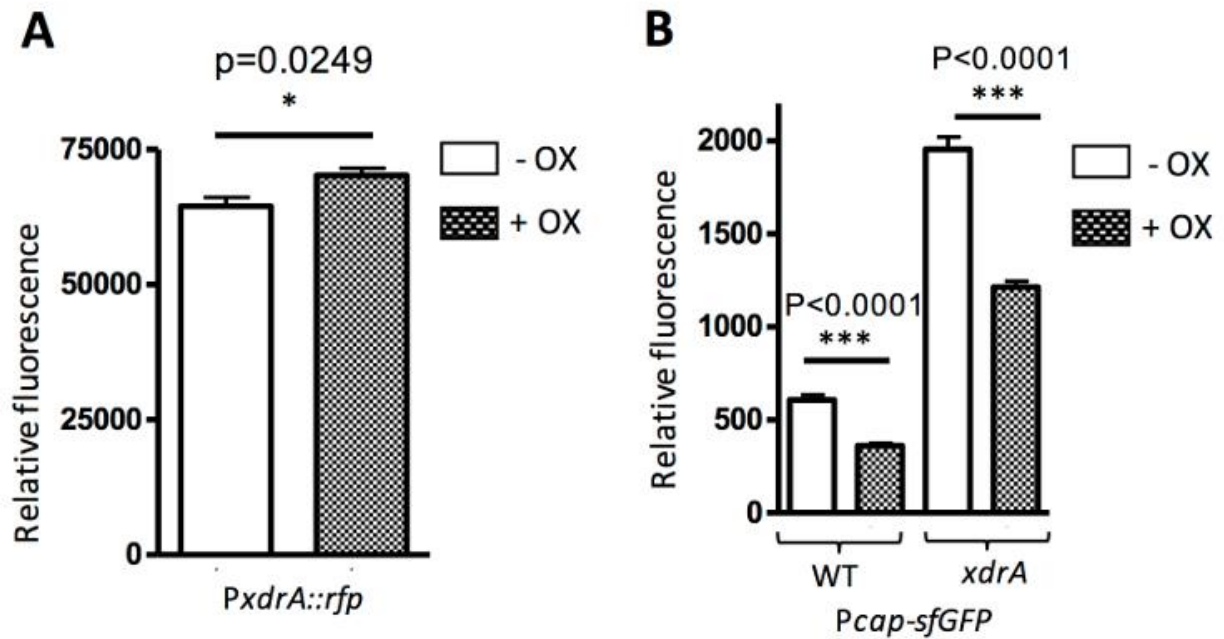 A
p=0.0249
*
- OX
+ OX
75000
50000
25000
0
Relative fluorescence
PxdrA::rfp
B
P<0.0001
***
- OX
+ OX
P<0.0001
***
2000
1500
1000
500
0
Relative fluorescence
WT
xdrA
Pcap-sfGFP